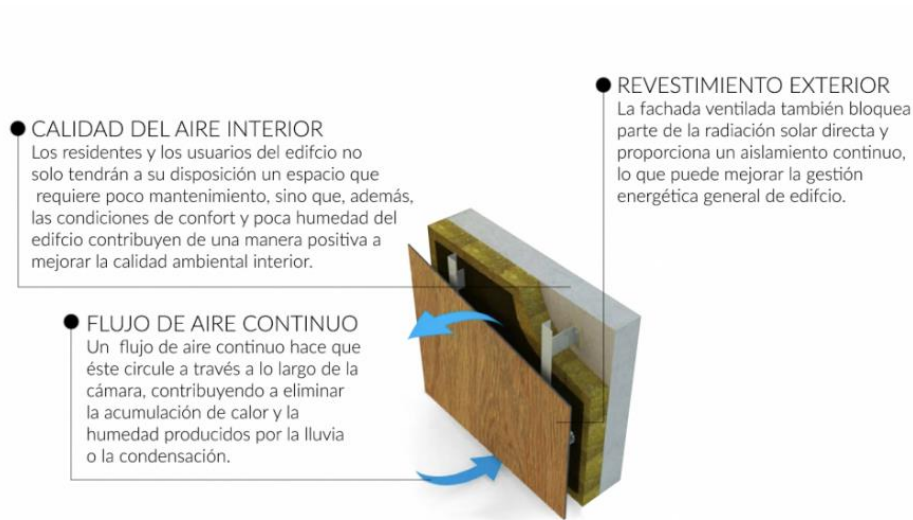 CALIDAD DEL AIRE INTERIOR
Los residentes y los usuarios del edifcio no
solo tendrán a su disposición un espacio que
requiere poco mantenimiento, sino que, además,
las condiciones de confort y poca humedad del
edifcio contribuyen de una manera positiva a
mejorar la calidad ambiental interior.
FLUJO DE AIRE CONTINUO
Un flujo de aire continuo hace que
éste circule a través a lo largo de la
cámara, contribuyendo a eliminar
la acumulación de calor y la
humedad producidos por la lluvia
o la condensación.
REVESTIMIENTO EXTERIOR
La fachada ventilada también bloquea
parte de la radiación solar directa y
proporciona un aislamiento continuo,
lo que puede mejorar la gestión
energética general de edifcio.